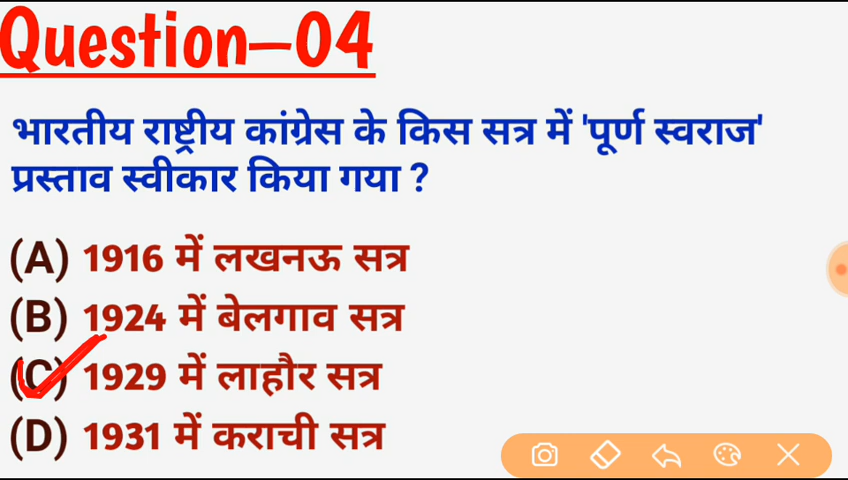 Question–04
भारतीय राष्ट्रीय कांग्रेस के किस सत्र में 'पूर्ण स्वराज'
प्रस्ताव स्वीकार किया गया ?
(A) 1916 में लखनऊ सत्र
(B) 1924 में बेलगाव सत्र
(C) 1929 में लाहौर सत्र
(D) 1931 में कराची सत्र